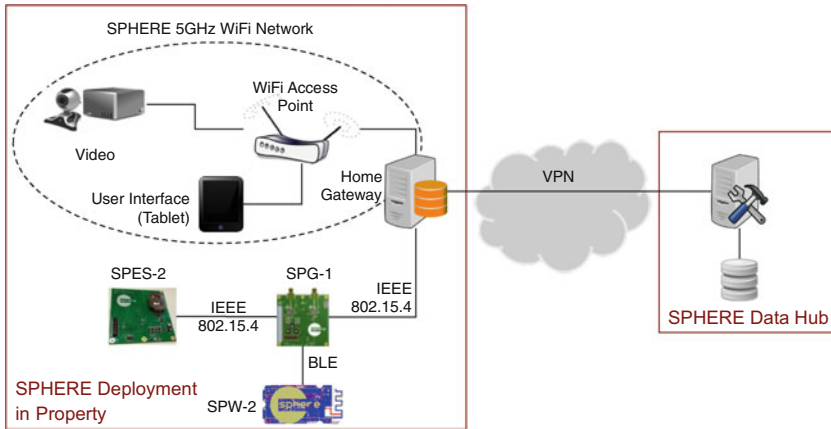 SPHERE 5GHz WiFi Network
WiFi Access
Point
Video
User Interface
(Tablet)
Home
Gateway
VPN
SPES-2
SPG-1
IEEE
802.15.4
IEEE
802.15.4
BLE
SPW-2
sphere
SPHERE Deployment
in Property
SPHERE Data Hub